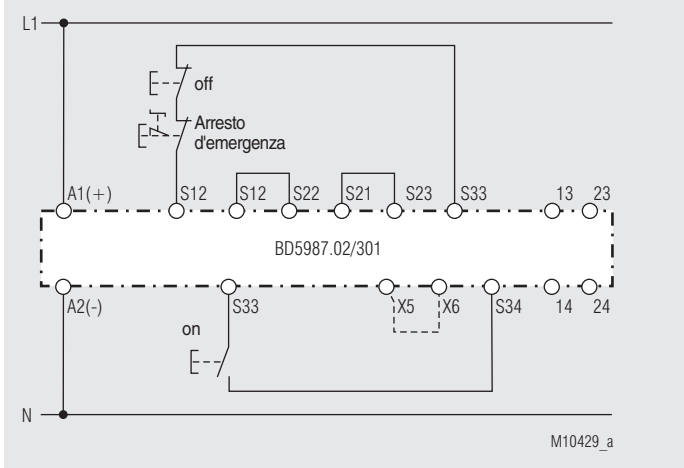 L1
off
Arresto
d'emergenza
A1(+) S12 S12 S22 S21 S23 S33 13 23
BD5987.02/301
A2(-) S33 X5 X6 S34 14 24
on
N
M10429_a